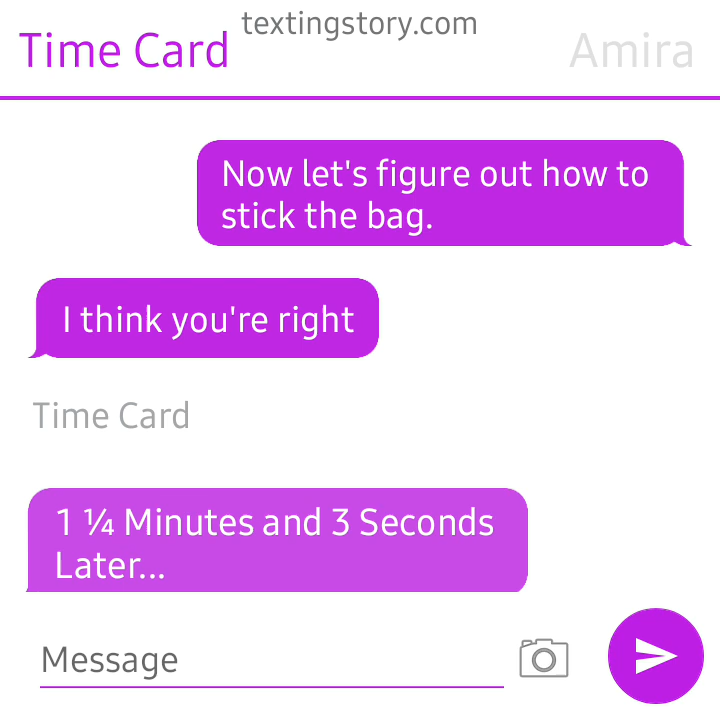 textingstory.com
Time Card
Amira
Now let's figure out how to
stick the bag.
I think you're right
Time Card
1 ¼ Minutes and 3 Seconds
Later...
Message